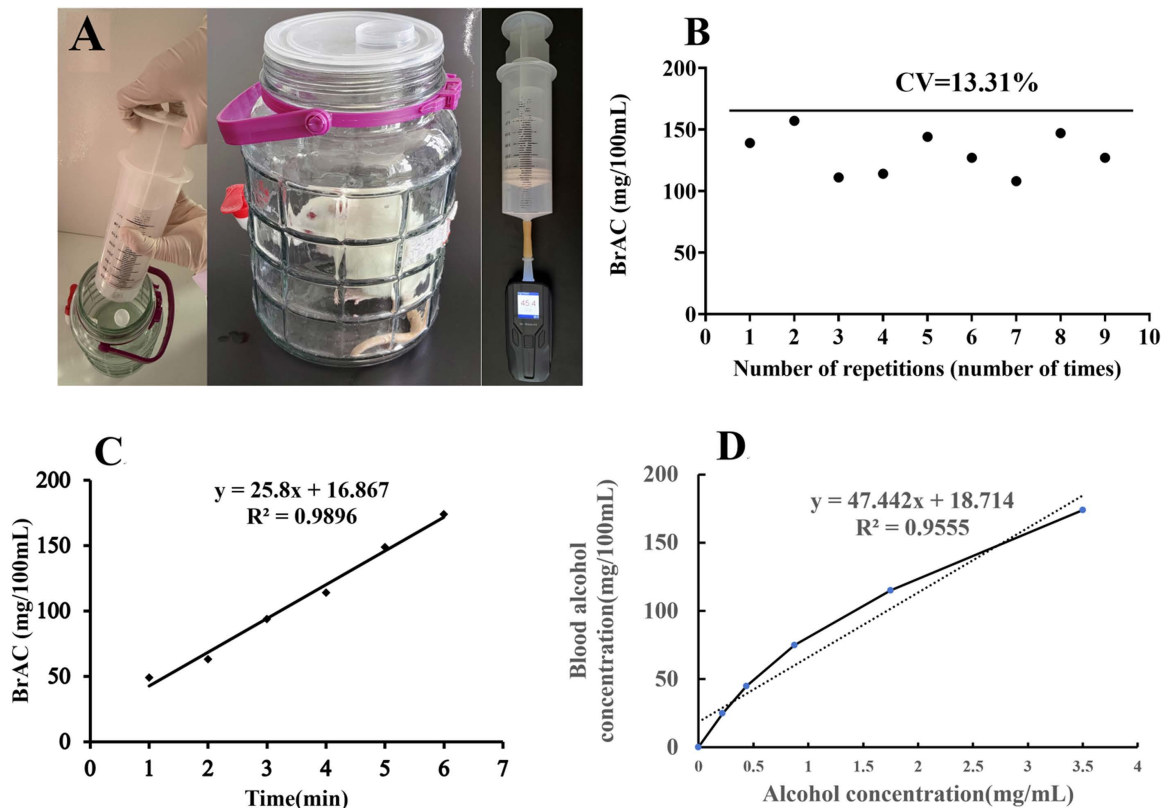 A
45.4
B
CV=13.31%
BrAC (mg/100mL)
200
150
100
50
0
0 1 2 3 4 5 6 7 8 9 10
Number of repetitions (number of times)
C
y = 25.8x + 16.867
R² = 0.9896
BrAC (mg/100mL)
200
150
100
50
0
0 1 2 3 4 5 6 7
Time(min)
D
y = 47.442x + 18.714
R² = 0.9555
Blood alcohol
concentration(mg/100mL)
200
150
100
50
0
0 0.5 1 1.5 2 2.5 3 3.5 4
Alcohol concentration(mg/mL)